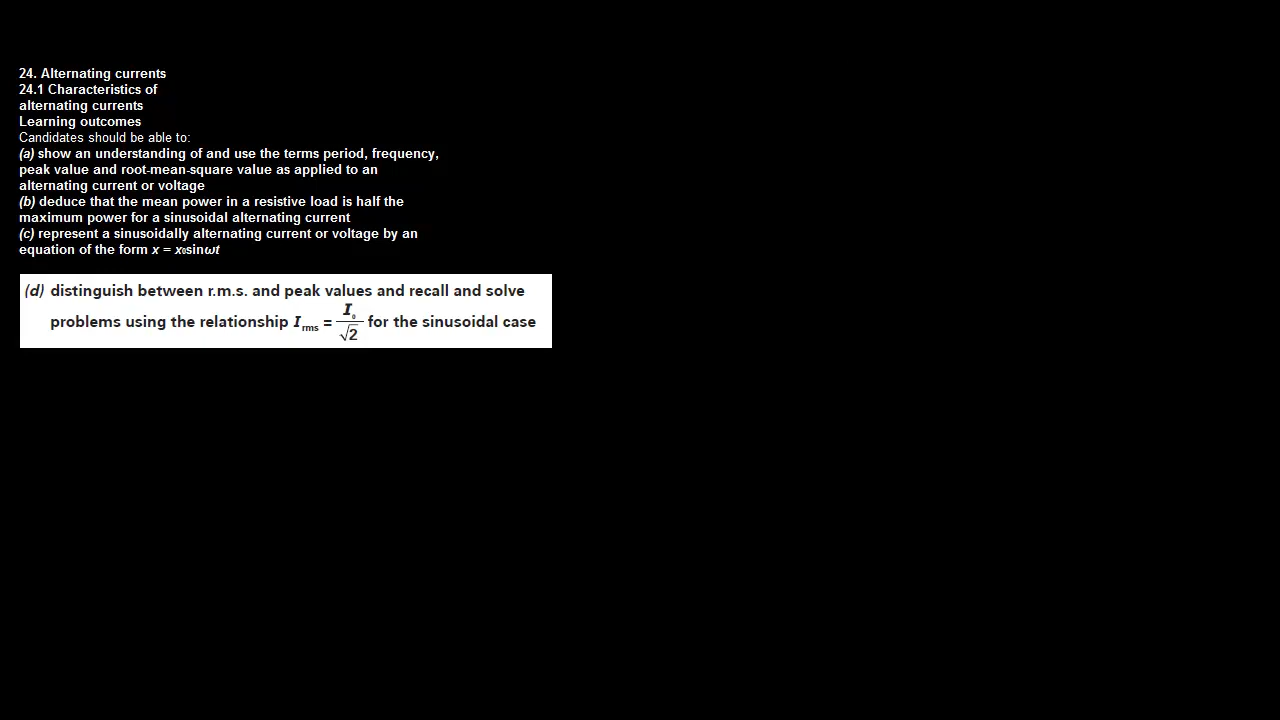 24. Alternating currents
24.1 Characteristics of
alternating currents
Learning outcomes
Candidates should be able to:
(a) show an understanding of and use the terms period, frequency,
peak value and root-mean-square value as applied to an
alternating current or voltage
(b) deduce that the mean power in a resistive load is half the
maximum power for a sinusoidal alternating current
(c) represent a sinusoidally alternating current or voltage by an
equation of the form x = x₀sinωt
(d) distinguish between r.m.s. and peak values and recall and solve
problems using the relationship I rms = I₀/√2 for the sinusoidal case